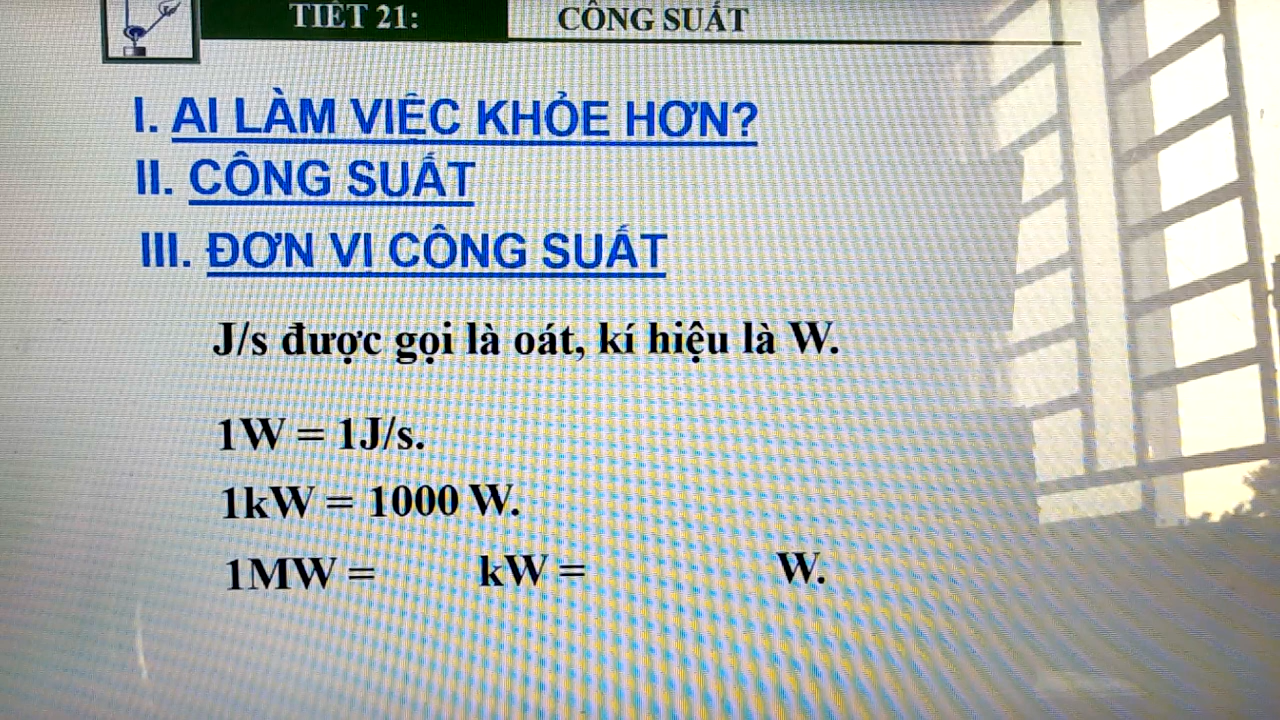 TIẾT 21: CÔNG SUẤT
I. AI LÀM VIỆC KHỎE HƠN?
II. CÔNG SUẤT
III. ĐƠN VỊ CÔNG SUẤT
J/s được gọi là oát, kí hiệu là W.
1W = 1J/s.
1kW = 1000 W.
1MW = kW = W.